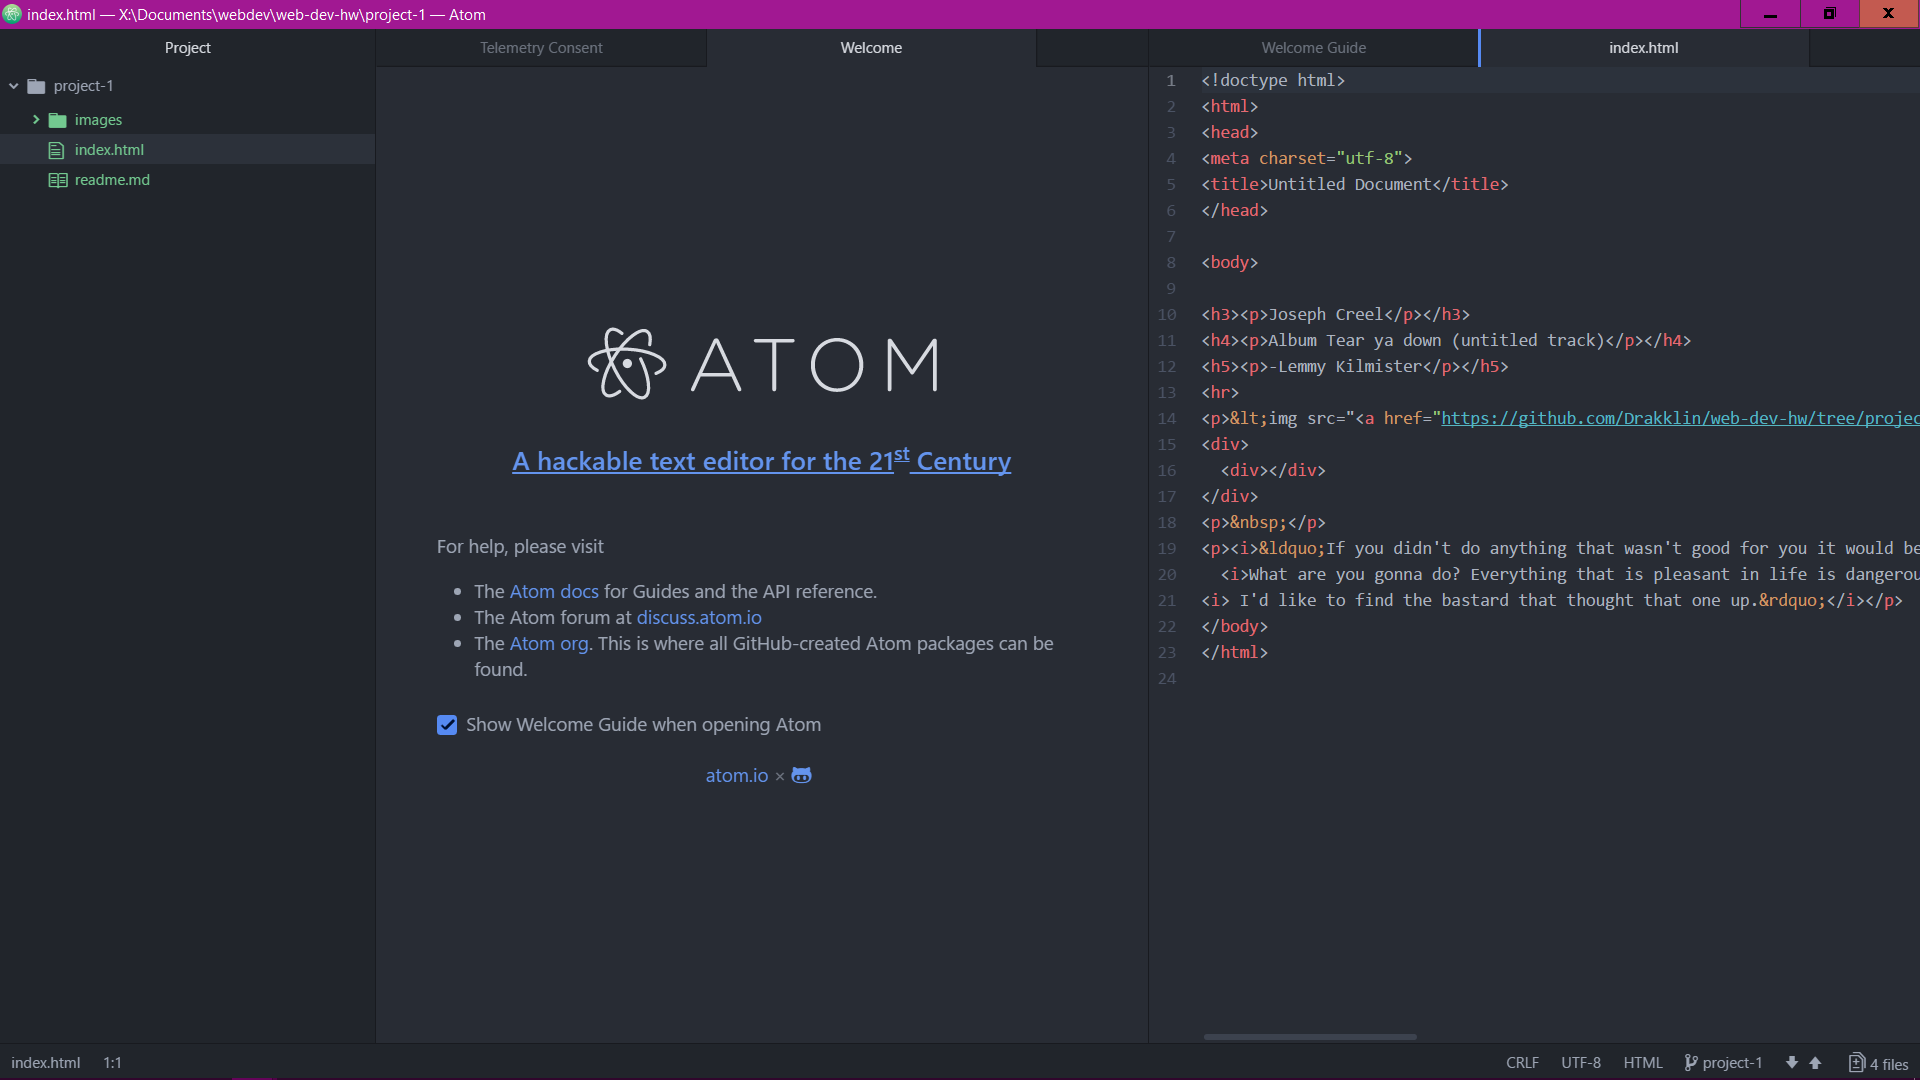 index.html — X:\Documents\webdev\web-dev-hw\project-1 — Atom
Project
project-1
images
index.html
readme.md
Telemetry Consent
Welcome
ATOM
A hackable text editor for the 21st Century
For help, please visit
The Atom docs for Guides and the API reference.
The Atom forum at discuss.atom.io
The Atom org. This is where all GitHub-created Atom packages can be
found.
Show Welcome Guide when opening Atom
atom.io ×
Welcome Guide
index.html
1 <!doctype html>
2 <html>
3 <head>
4 <meta charset="utf-8">
5 <title>Untitled Document</title>
6 </head>
7
8 <body>
9
10 <h3><p>Joseph Creel</p></h3>
11 <h4><p>Album Tear ya down (untitled track)</p></h4>
12 <h5><p>-Lemmy Kilmister</p></h5>
13 <hr>
14 <p>&lt;img src="<a href="https://github.com/Drakklin/web-dev-hw/tree/projec
15 <div>
16 <div></div>
17 </div>
18 <p>&nbsp;</p>
19 <p><i>&ldquo;If you didn't do anything that wasn't good for you it would be
20 <i>What are you gonna do? Everything that is pleasant in life is dangerou
21 <i> I'd like to find the bastard that thought that one up.&rdquo;</i></p>
22 </body>
23 </html>
24
index.html 1:1
CRLF UTF-8 HTML project-1 4 files